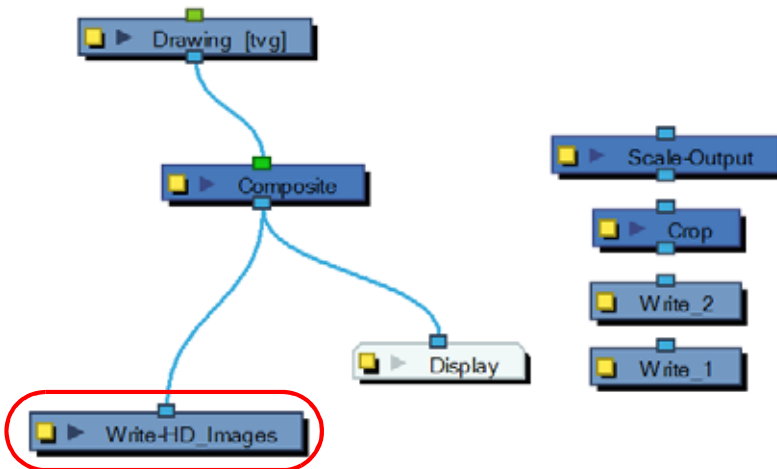 Drawing [tvg]
Scale-Output
Composite
Crop
Write_2
Display
Write_1
Write-HD_Images